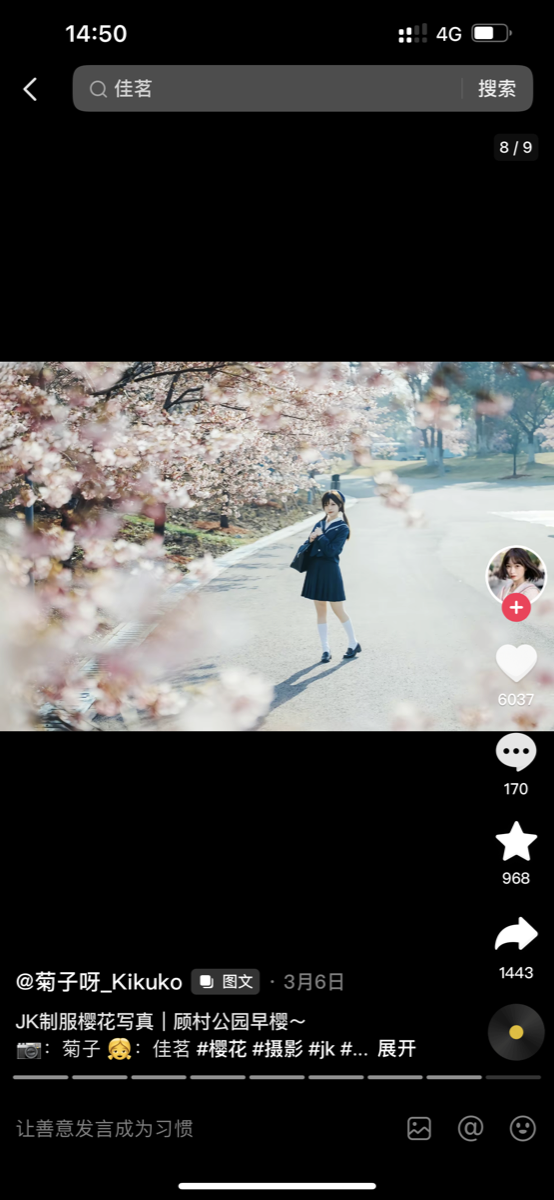 14:50
4G
佳茗
搜索
8 / 9
6037
170
968
1443
@菊子呀_Kikuko 图文 · 3月6日
JK制服樱花写真｜顾村公园早樱～
📷：菊子 👧：佳茗 #樱花 #摄影 #jk #... 展开
让善意发言成为习惯